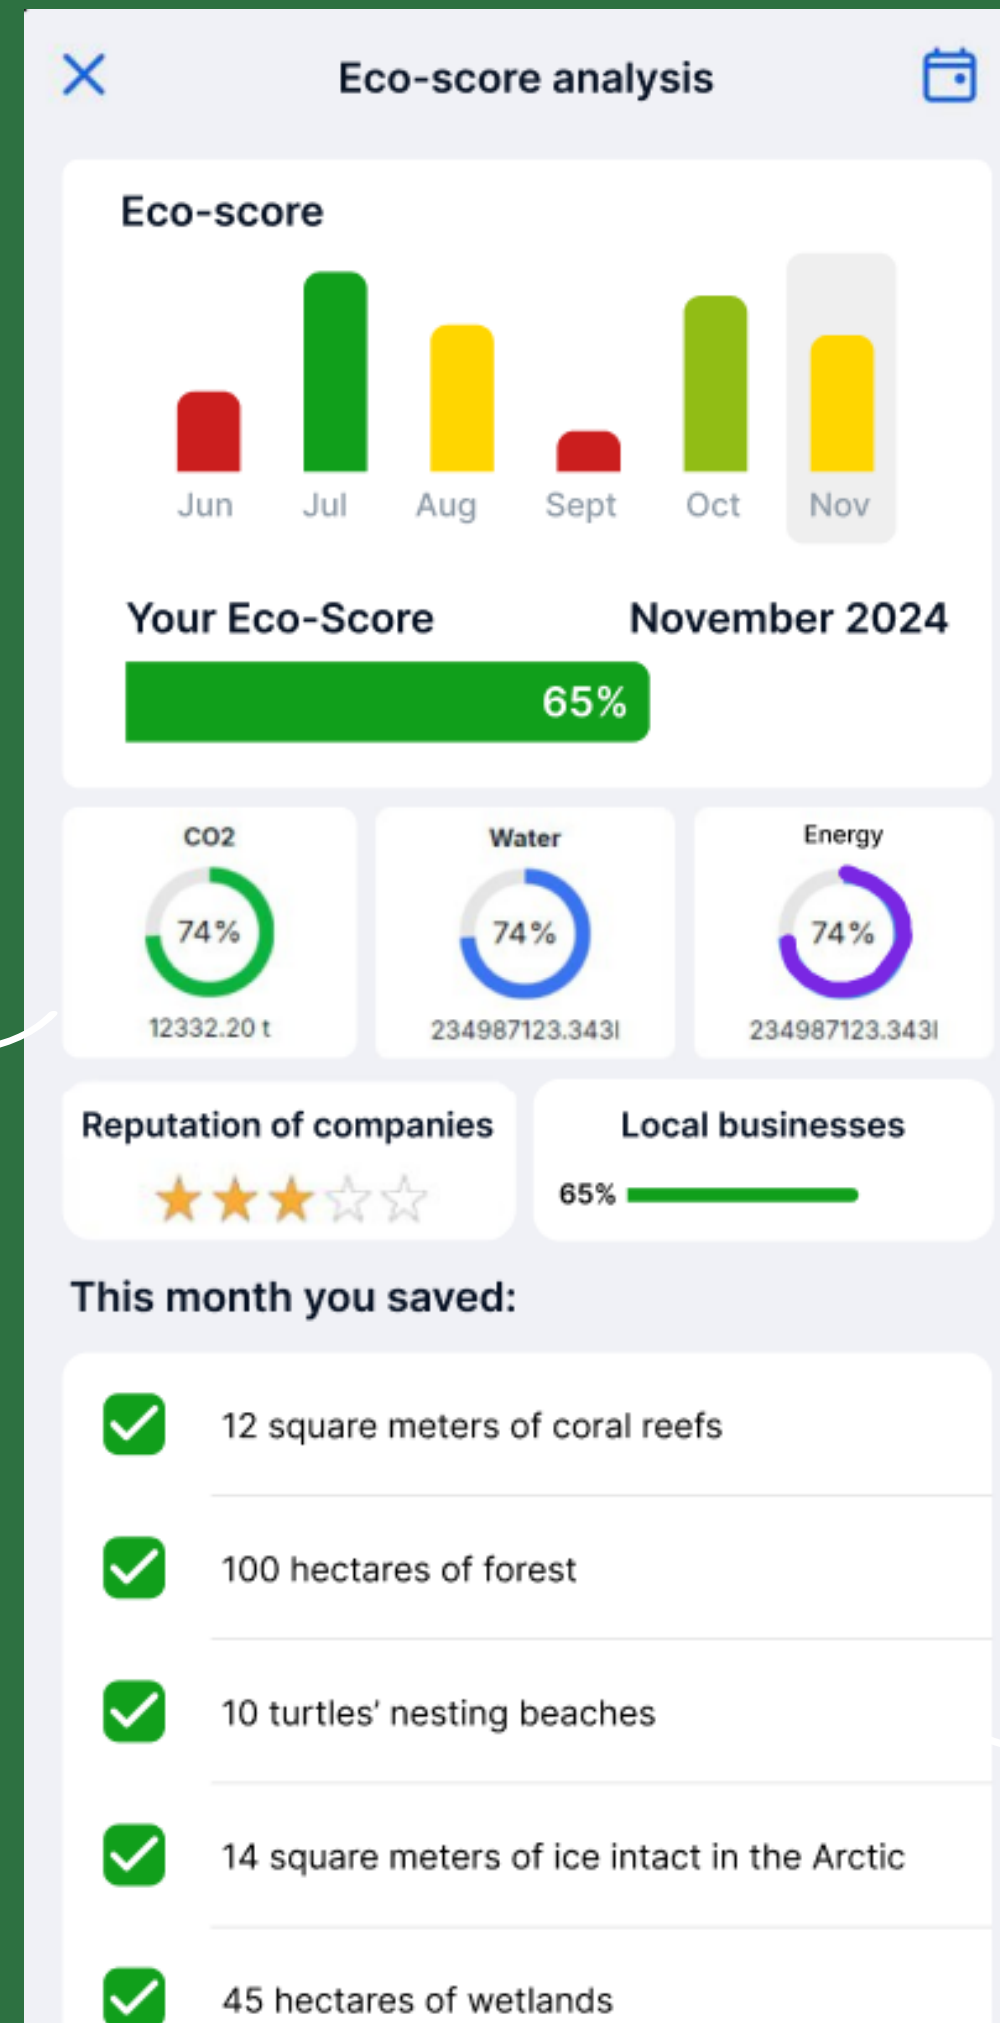 Eco-score analysis
Eco-score
Jun Jul Aug Sept Oct Nov
Your Eco-Score November 2024
65%
CO2 Water Energy
74% 74% 74%
12332.20 t 234987123.343l 234987123.343l
Reputation of companies Local businesses
65%
This month you saved:
12 square meters of coral reefs
100 hectares of forest
10 turtles’ nesting beaches
14 square meters of ice intact in the Arctic
45 hectares of wetlands